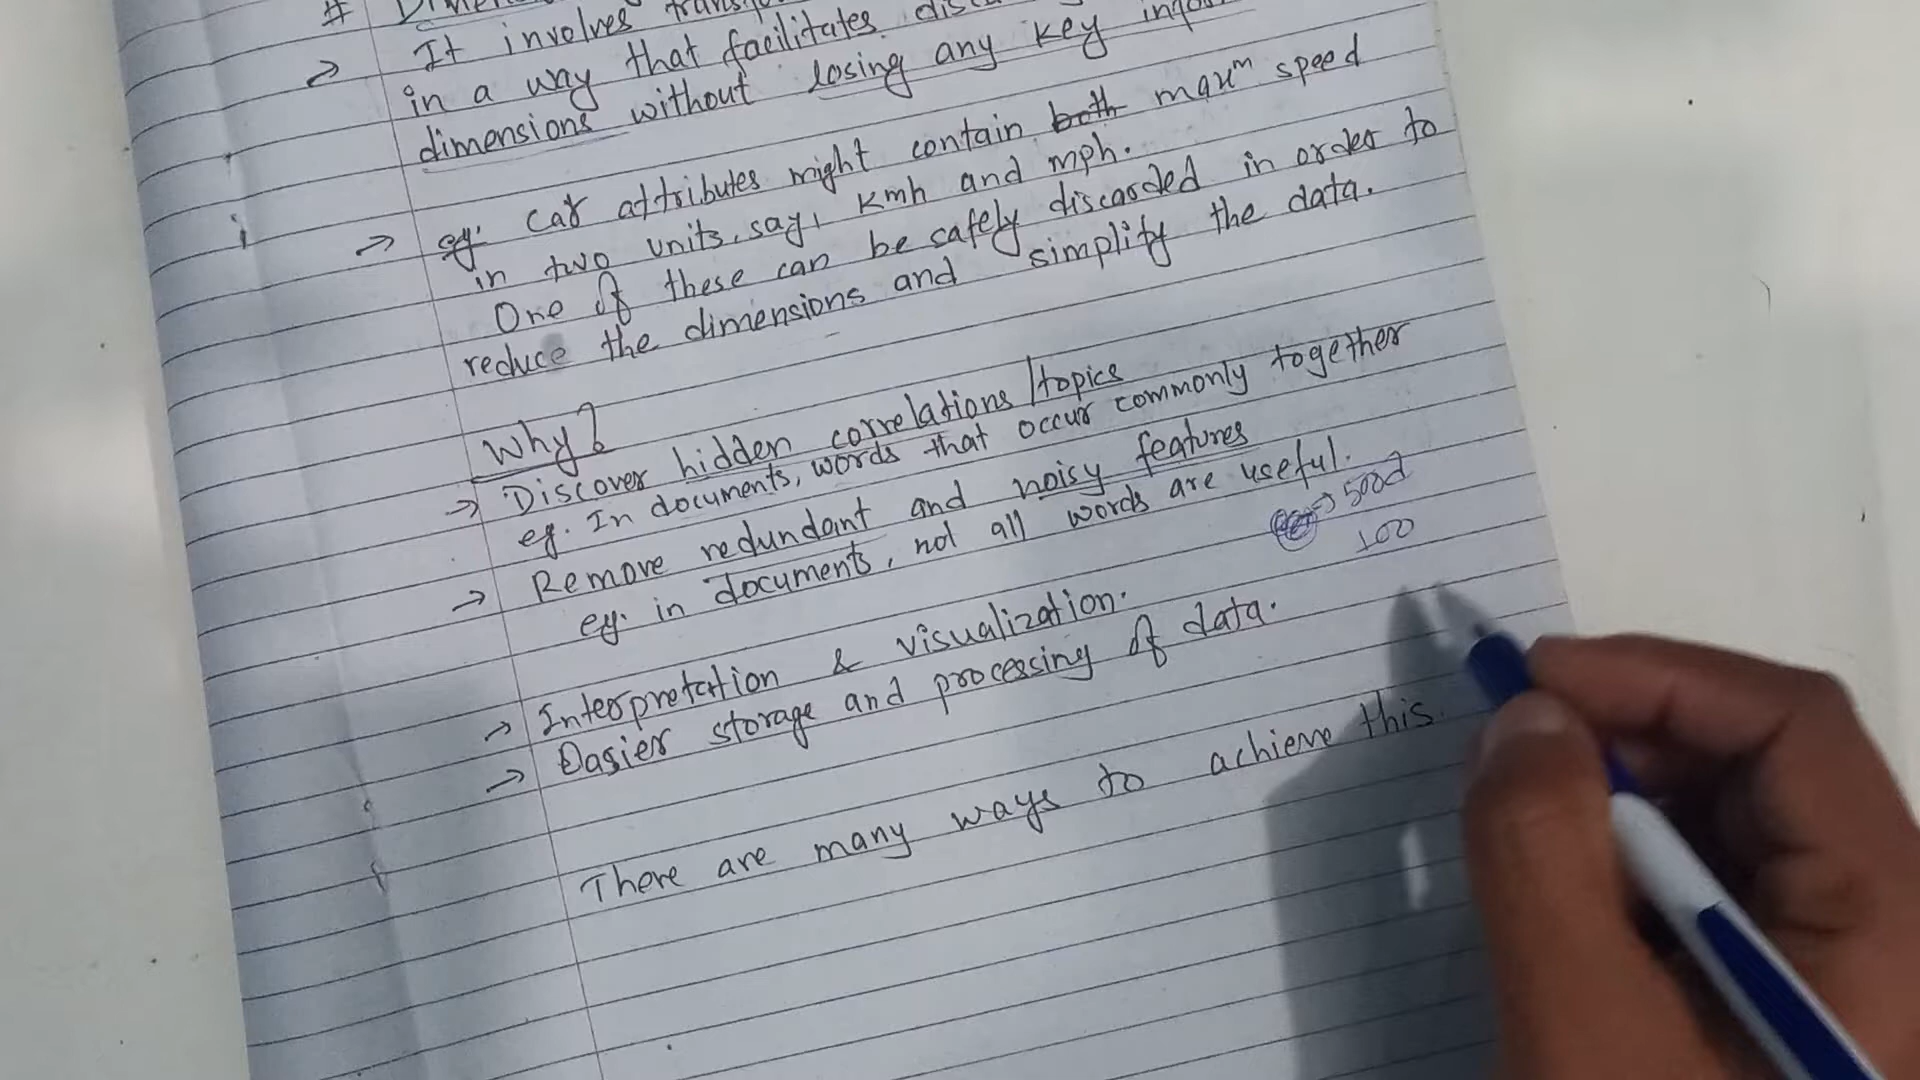 #
It involves
in a way that facilitates
dimensions without losing any key
→ eg. car attributes might contain both maxᵐ speed
in two units, say, Kmh and mph.
One of these can be safely discarded in order to
reduce the dimensions and simplify the data.
Why?
→ Discover hidden correlations/topics
eg. In documents, words that occur commonly together
→ Remove redundant and noisy features
eg. in documents, not all words are useful.
→ 500d
100
→ Interpretation & visualization.
→ Easier storage and processing of data.
There are many ways to achieve this